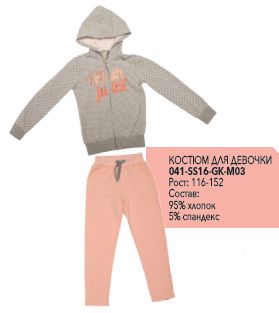 КОСТЮМ ДЛЯ ДЕВОЧКИ
041-SS16-GK-M03
Рост: 116-152
Состав:
95% хлопок
5% спандекс